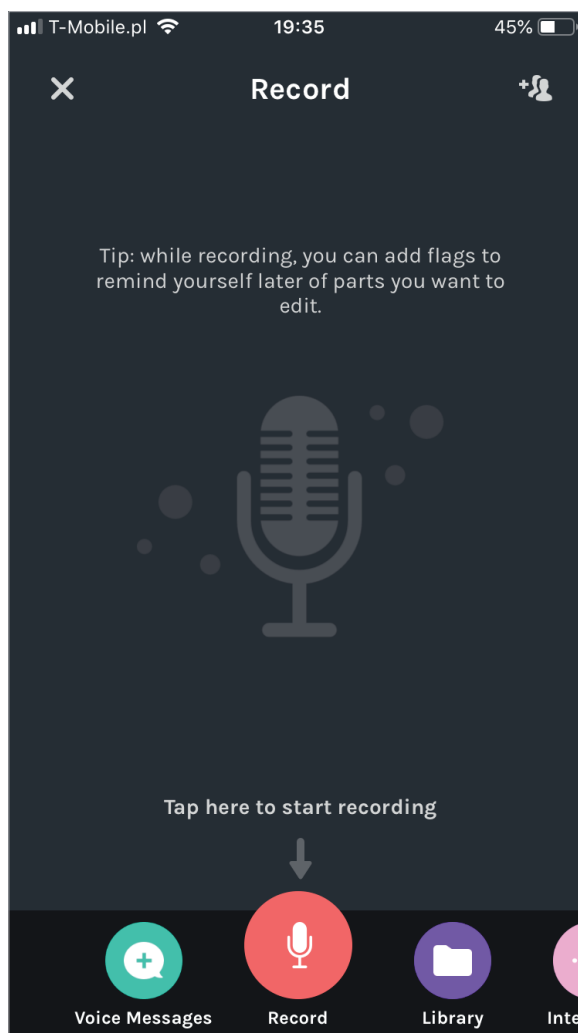 T-Mobile.pl 19:35 45%
Record
Tip: while recording, you can add flags to
remind yourself later of parts you want to
edit.
Tap here to start recording
Voice Messages Record Library Inte